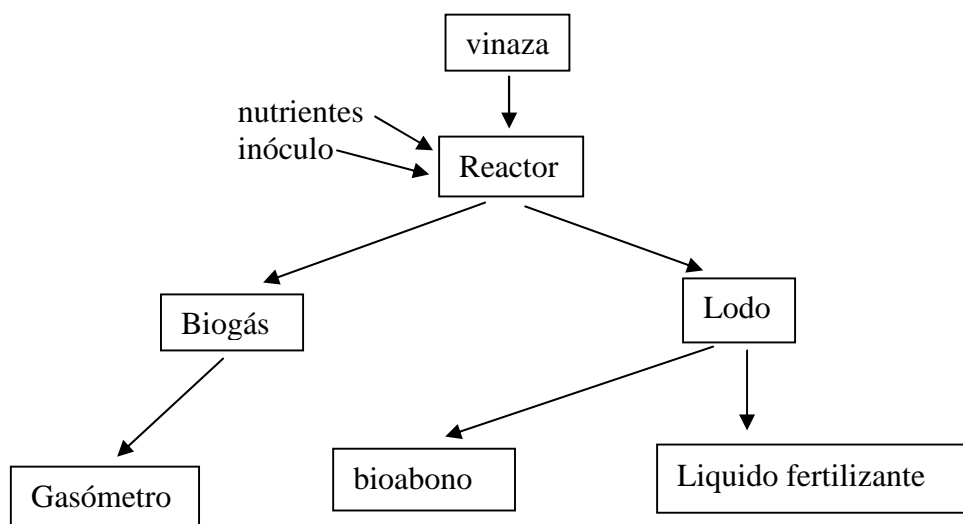 vinaza
nutrientes
inóculo
Reactor
Biogás
Lodo
Gasómetro
bioabono
Liquido fertilizante